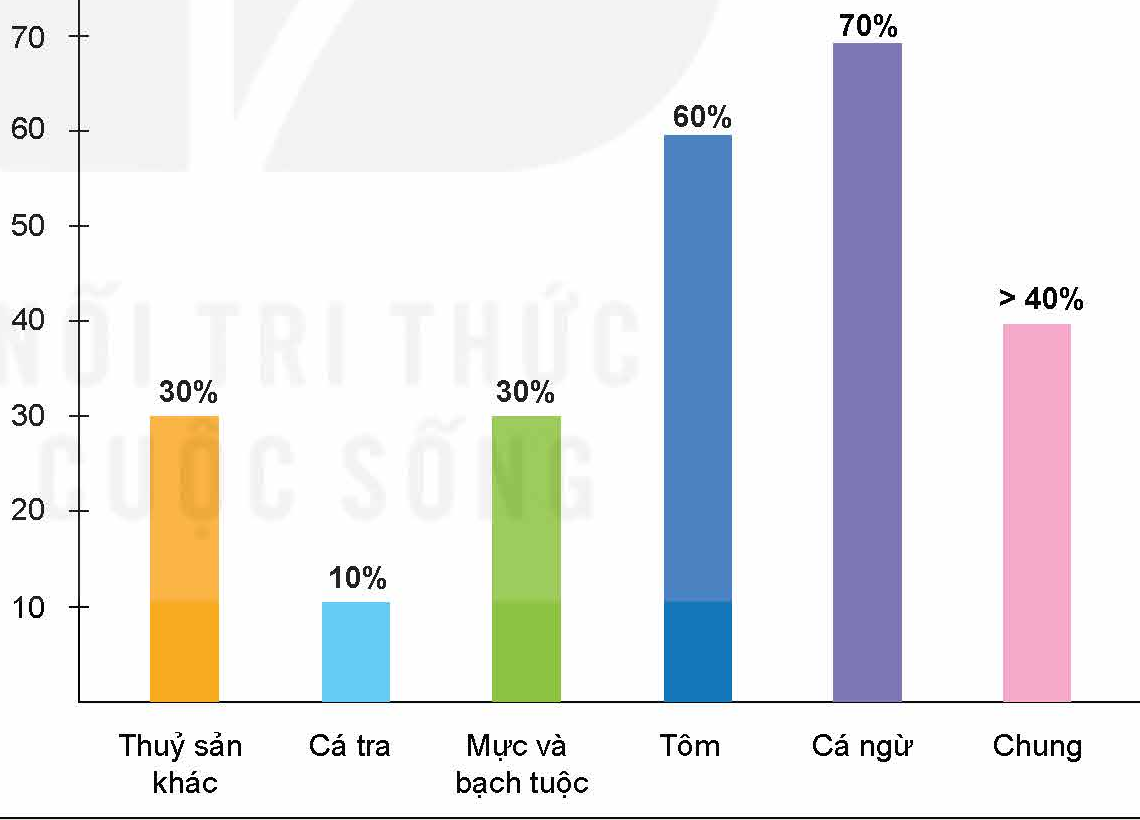 70
60
50
40
30
20
10
30%
10%
30%
60%
70%
> 40%
Thuỷ sản
khác
Cá tra
Mực và
bạch tuộc
Tôm
Cá ngừ
Chung
NỐI TRI THỨC
CUỘC SỐNG